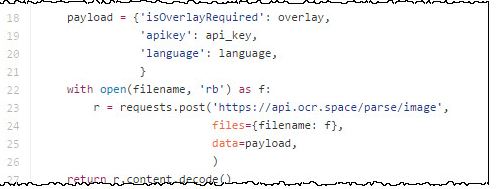 18 payload = {'isOverlayRequired': overlay,
19 'apikey': api_key,
20 'language': language,
21 }
22 with open(filename, 'rb') as f:
23 r = requests.post('https://api.ocr.space/parse/image',
24 files={filename: f},
25 data=payload,
26 )
27 return r.content.decode()